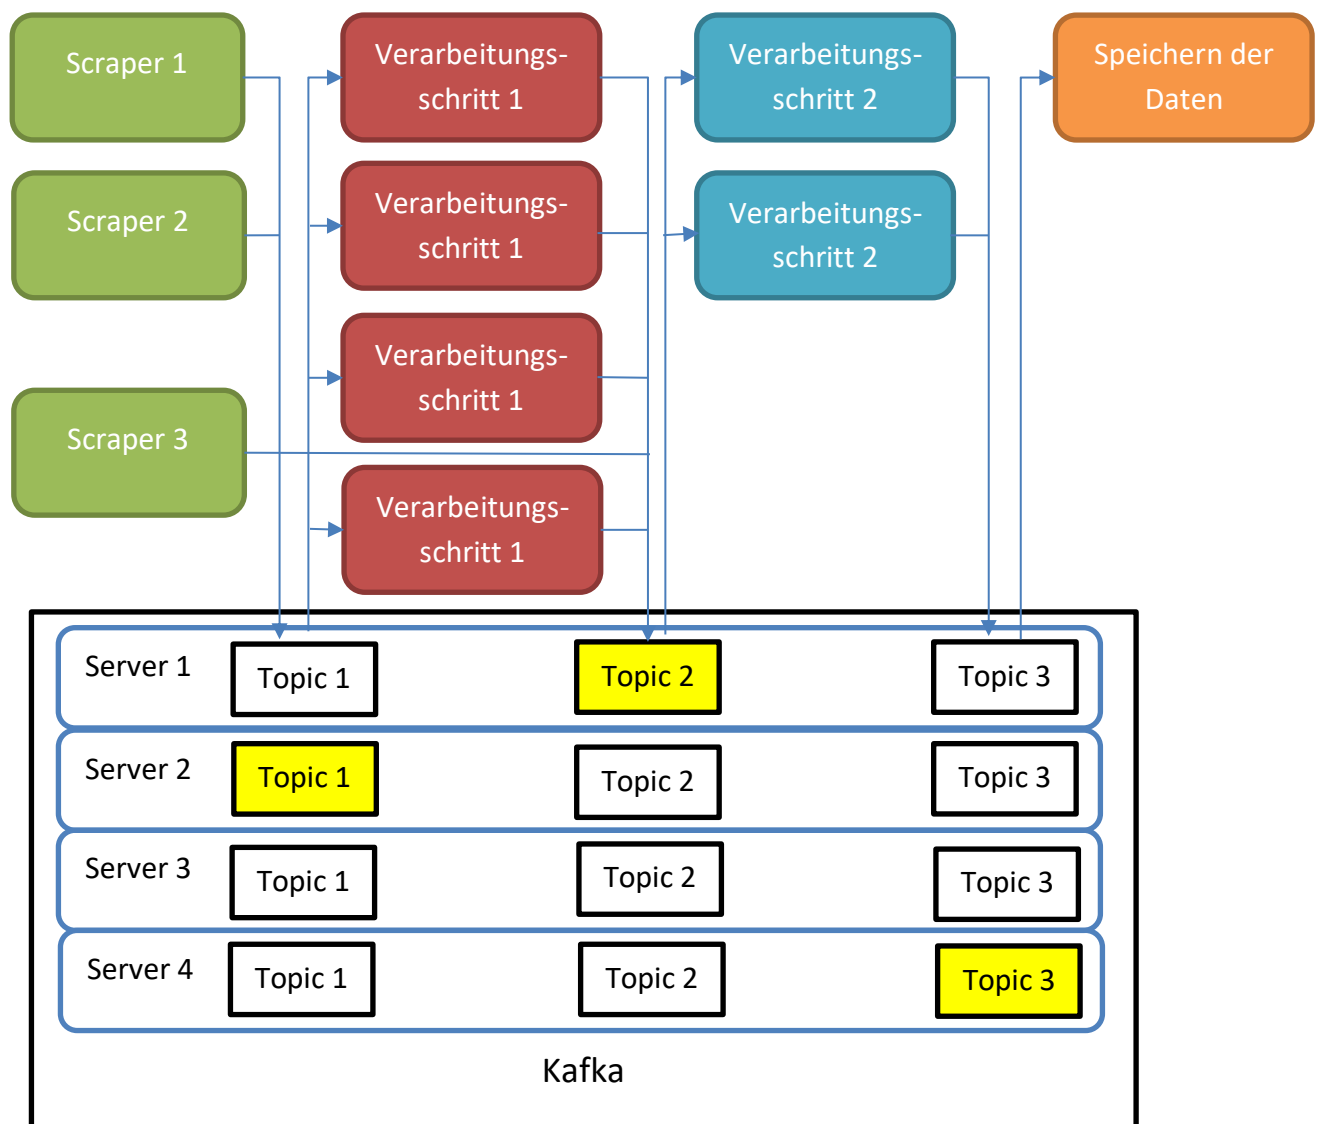 Scraper 1
Verarbeitungs-
schritt 1
Verarbeitungs-
schritt 2
Speichern der
Daten
Scraper 2
Verarbeitungs-
schritt 1
Verarbeitungs-
schritt 2
Verarbeitungs-
schritt 1
Scraper 3
Verarbeitungs-
schritt 1
Server 1
Topic 1
Topic 2
Topic 3
Server 2
Topic 1
Topic 2
Topic 3
Server 3
Topic 1
Topic 2
Topic 3
Server 4
Topic 1
Topic 2
Topic 3
Kafka